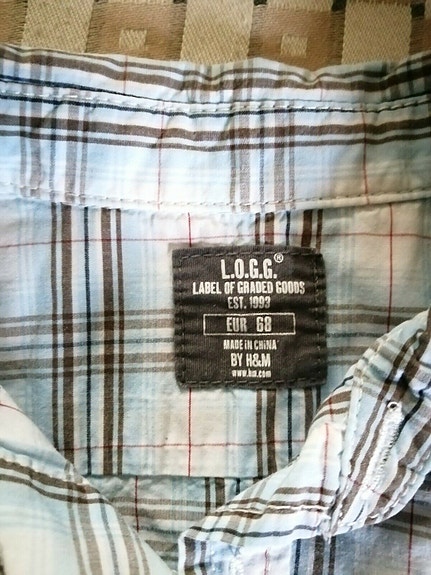 L.O.G.G.®
LABEL OF GRADED GOODS
EST. 1993
EUR 68
MADE IN CHINA
BY H&M
www.hm.com